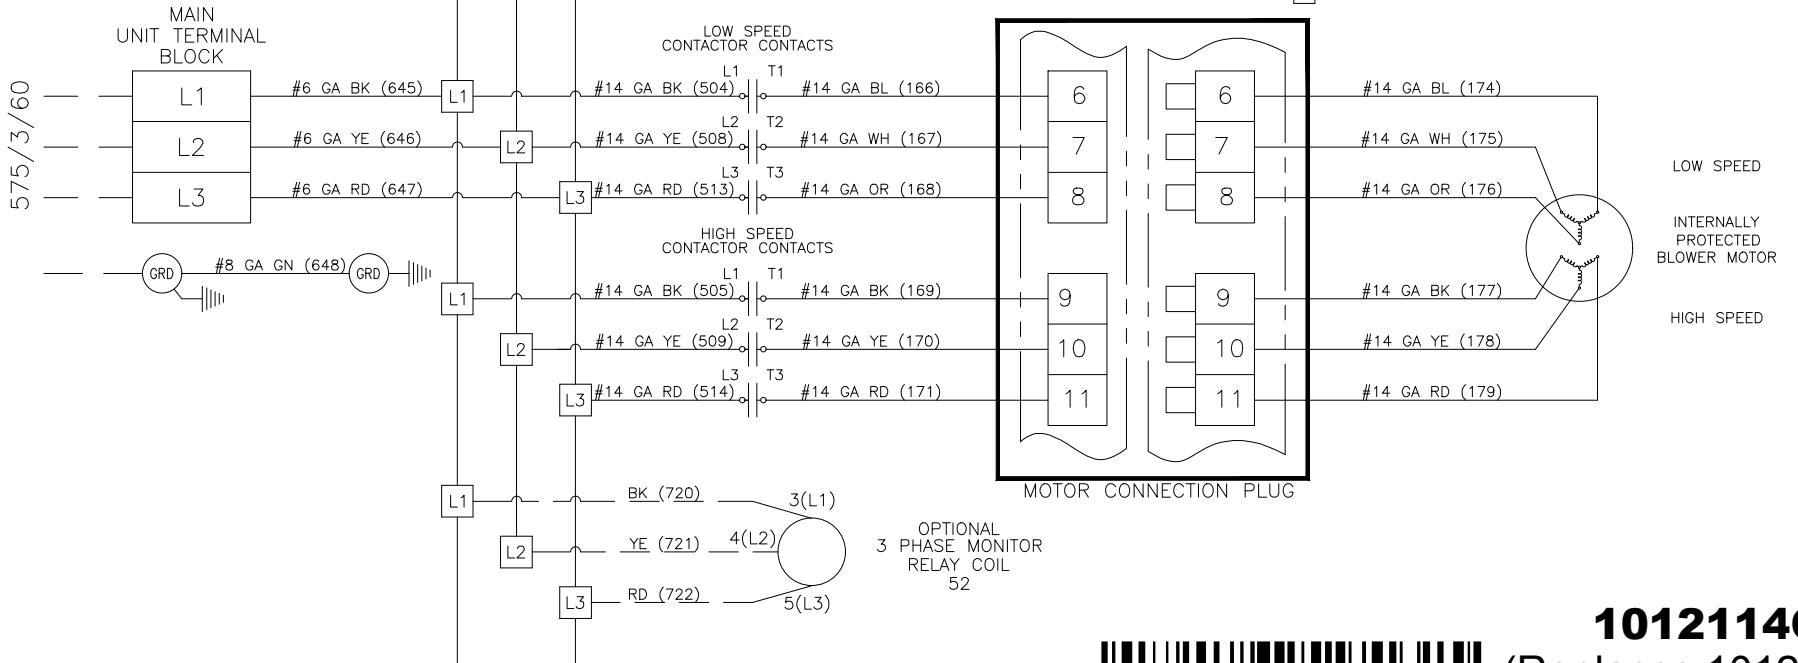 MAIN
UNIT TERMINAL
BLOCK
575/3/60
L1
L2
L3
#6 GA BK (645)
#6 GA YE (646)
#6 GA RD (647)
L1
L2
L3
GRD
#8 GA GN (648)
GRD
LOW SPEED
CONTACTOR CONTACTS
#14 GA BK (504)
L1 T1
#14 GA BL (166)
#14 GA YE (508)
L2 T2
#14 GA WH (167)
#14 GA RD (513)
L3 T3
#14 GA OR (168)
HIGH SPEED
CONTACTOR CONTACTS
L1
#14 GA BK (505)
L1 T1
#14 GA BK (169)
L2
#14 GA YE (509)
L2 T2
#14 GA YE (170)
L3
#14 GA RD (514)
L3 T3
#14 GA RD (171)
6
7
8
9
10
11
6
7
8
9
10
11
MOTOR CONNECTION PLUG
#14 GA BL (174)
#14 GA WH (175)
#14 GA OR (176)
#14 GA BK (177)
#14 GA YE (178)
#14 GA RD (179)
LOW SPEED
INTERNALLY
PROTECTED
BLOWER MOTOR
HIGH SPEED
L1
BK (720)
3(L1)
L2
YE (721)
4(L2)
L3
RD (722)
5(L3)
OPTIONAL
3 PHASE MONITOR
RELAY COIL
52
1012114